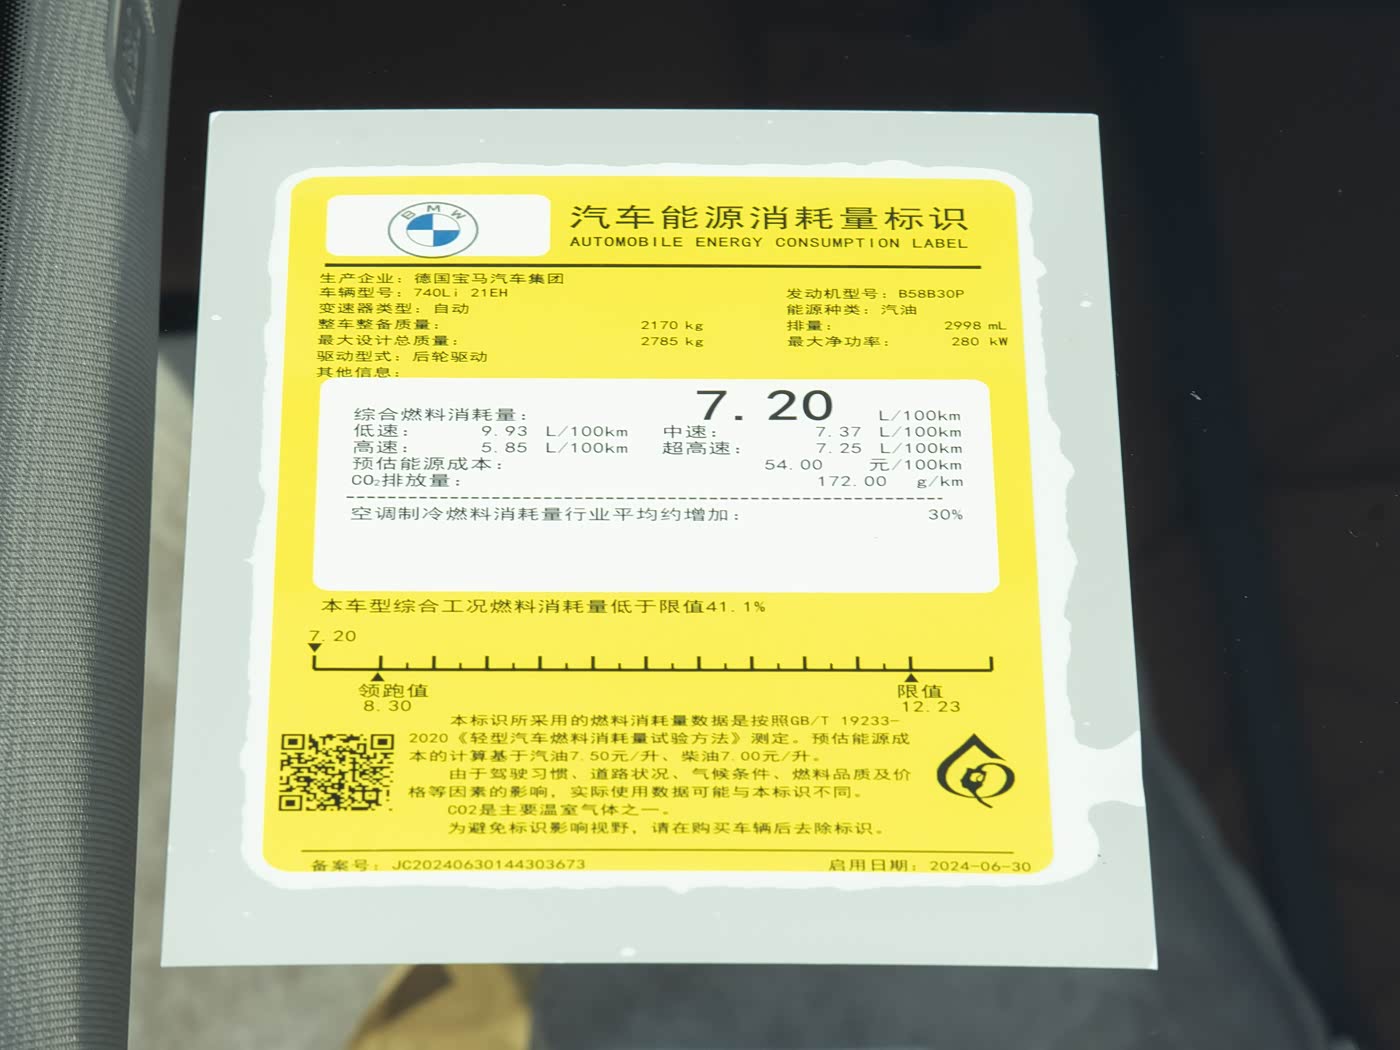 BMW
汽车能源消耗量标识
AUTOMOBILE ENERGY CONSUMPTION LABEL
生产企业：德国宝马汽车集团
车辆型号：740Li 21EH 发动机型号：B58B30P
变速器类型：自动 能源种类：汽油
整车整备质量： 2170 kg 排量： 2998 mL
最大设计总质量： 2785 kg 最大净功率： 280 kW
驱动型式：后轮驱动
其他信息：
综合燃料消耗量： 7.20 L/100km
低速： 9.93 L/100km 中速： 7.37 L/100km
高速： 5.85 L/100km 超高速： 7.25 L/100km
预估能源成本： 54.00 元/100km
CO₂排放量： 172.00 g/km
空调制冷燃料消耗量行业平均约增加： 30%
本车型综合工况燃料消耗量低于限值41.1%
7.20
领跑值 限值
8.30 12.23
本标识所采用的燃料消耗量数据是按照GB/T 19233-
2020《轻型汽车燃料消耗量试验方法》测定。预估能源成
本的计算基于汽油7.50元/升、柴油7.00元/升。
由于驾驶习惯、道路状况、气候条件、燃料品质及价
格等因素的影响，实际使用数据可能与本标识不同。
CO2是主要温室气体之一。
为避免标识影响视野，请在购买车辆后去除标识。
备案号：JC20240630144303673 启用日期：2024-06-30